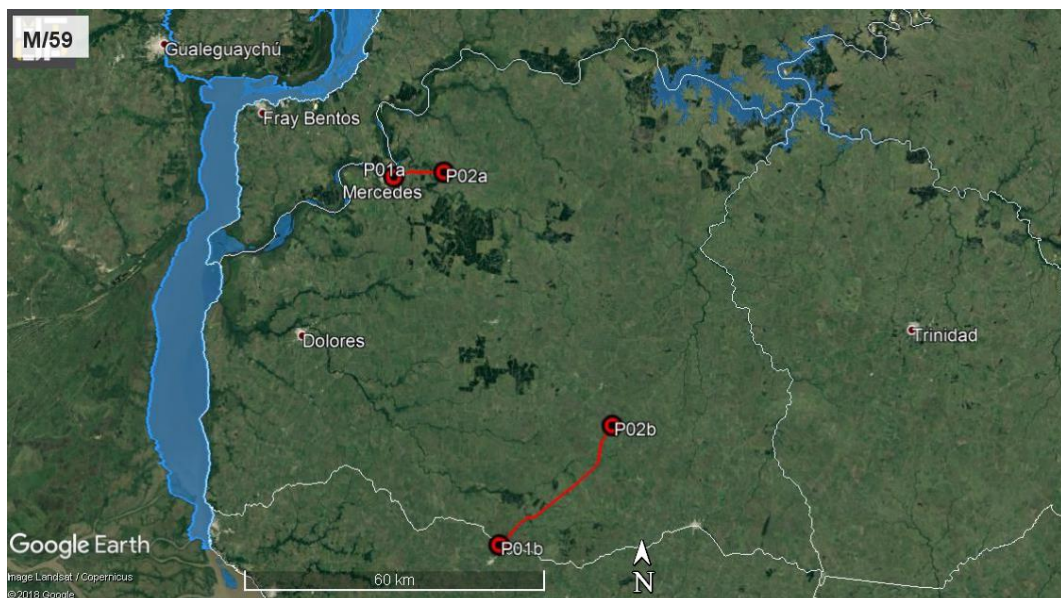 M/59
Gualeguaychú
Fray Bentos
P01a
P02a
Mercedes
Dolores
Trinidad
P02b
P01b
Google Earth
Image Landsat / Copernicus
© 2018 Google
60 km
N